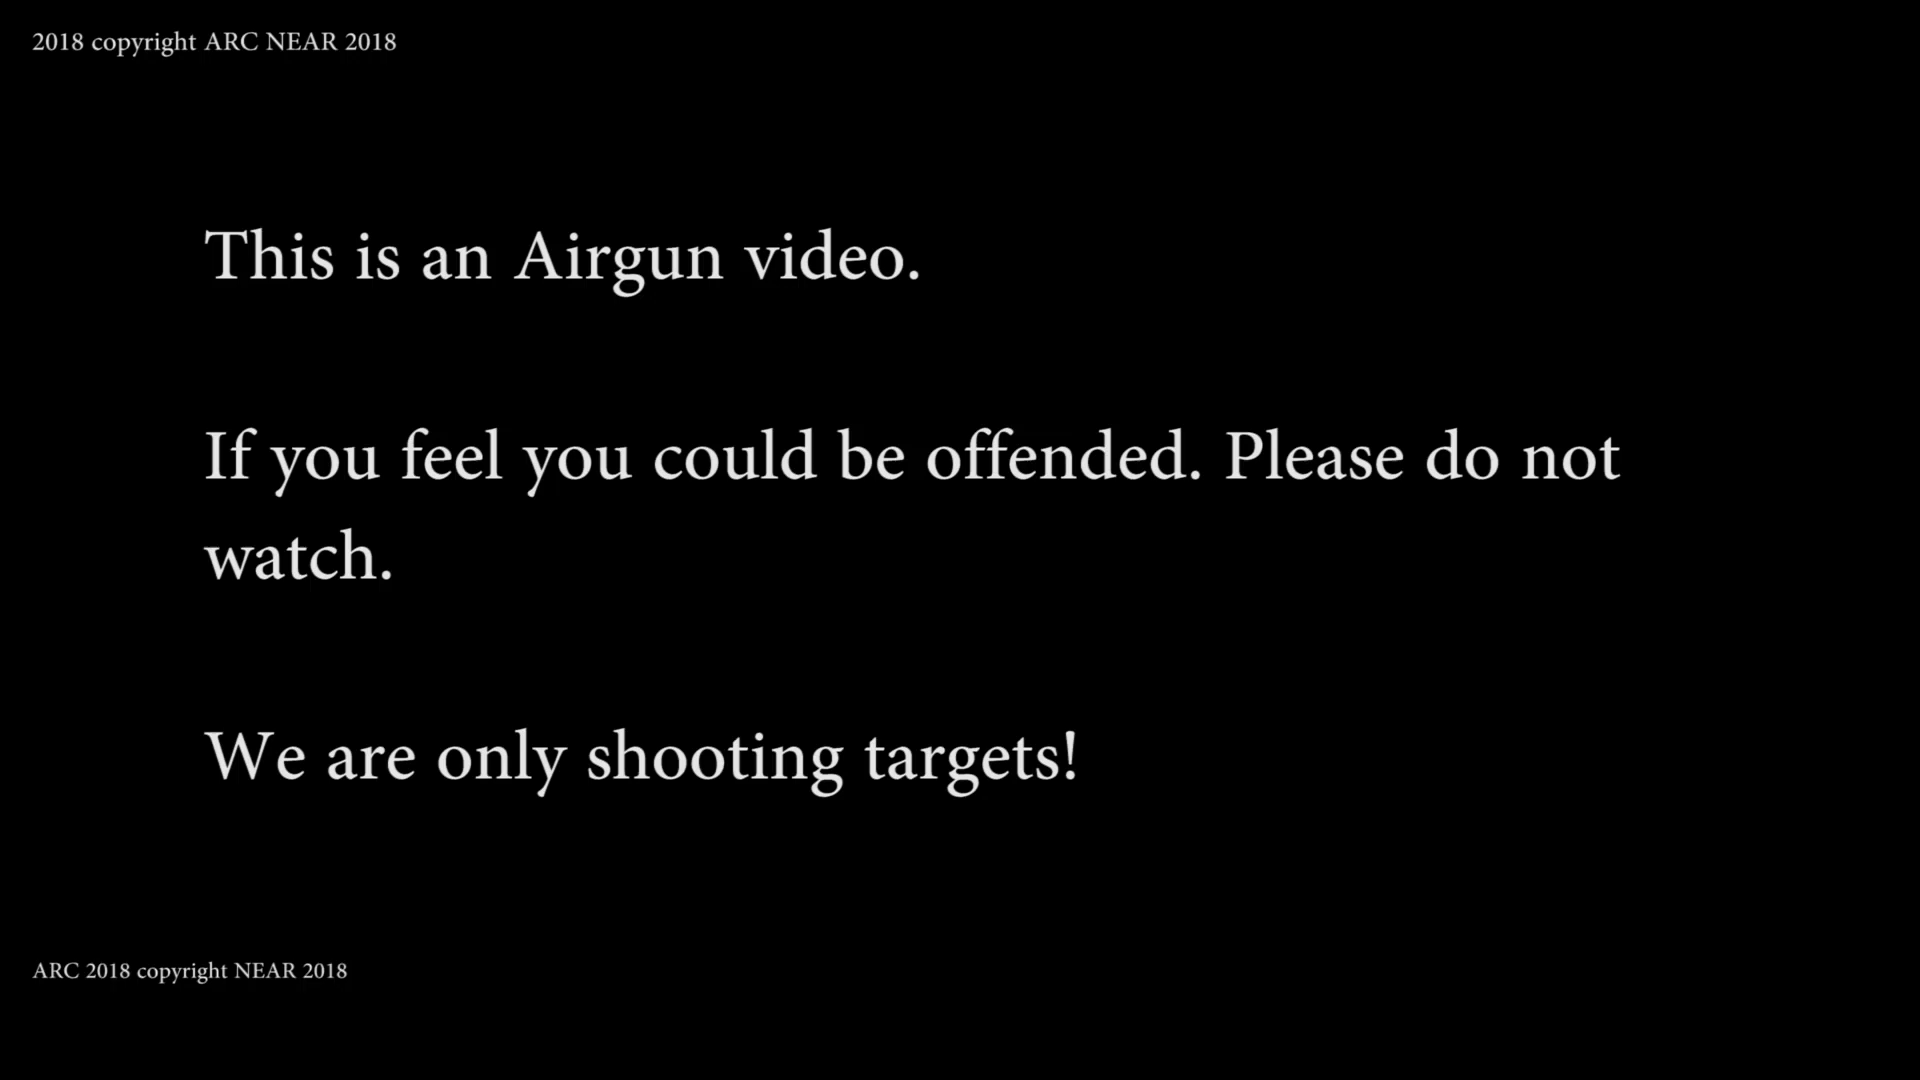 2018 copyright ARC NEAR 2018
This is an Airgun video.
If you feel you could be offended. Please do not
watch.
We are only shooting targets!
ARC 2018 copyright NEAR 2018